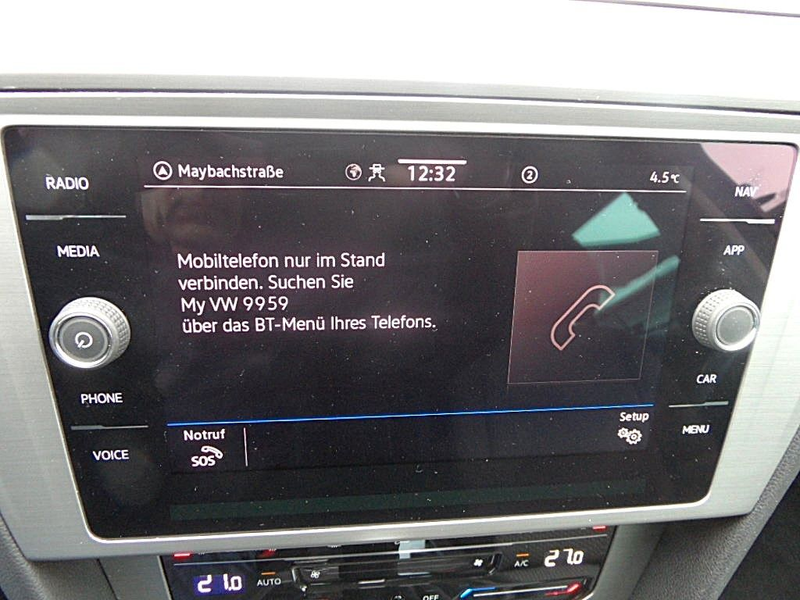 RADIO
MEDIA
PHONE
VOICE
Maybachstraße 12:32 2 4.5°C
Mobiltelefon nur im Stand
verbinden. Suchen Sie
My VW 9959
über das BT-Menü Ihres Telefons.
Notruf
SOS
Setup
NAV
APP
CAR
MENU
21.0 AUTO A/C 27.0
OFF